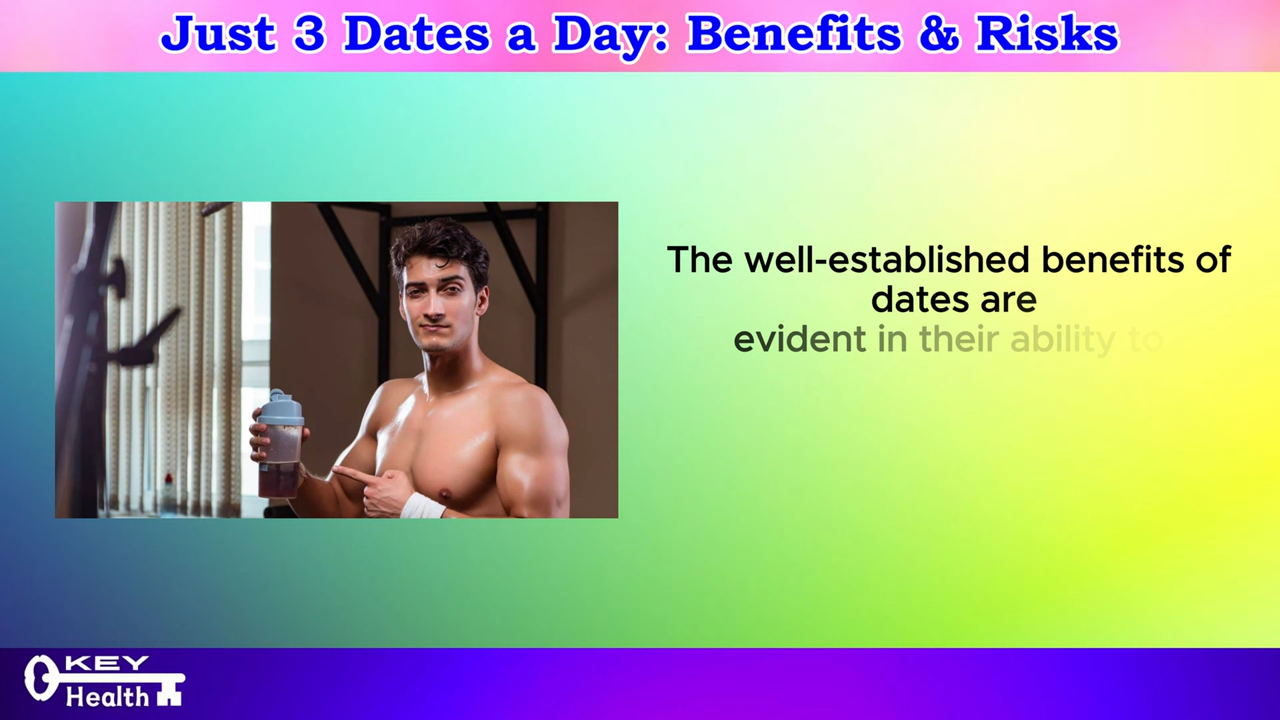 Just 3 Dates a Day: Benefits & Risks
The well-established benefits of
dates are
evident in their ability to
KEY
Health